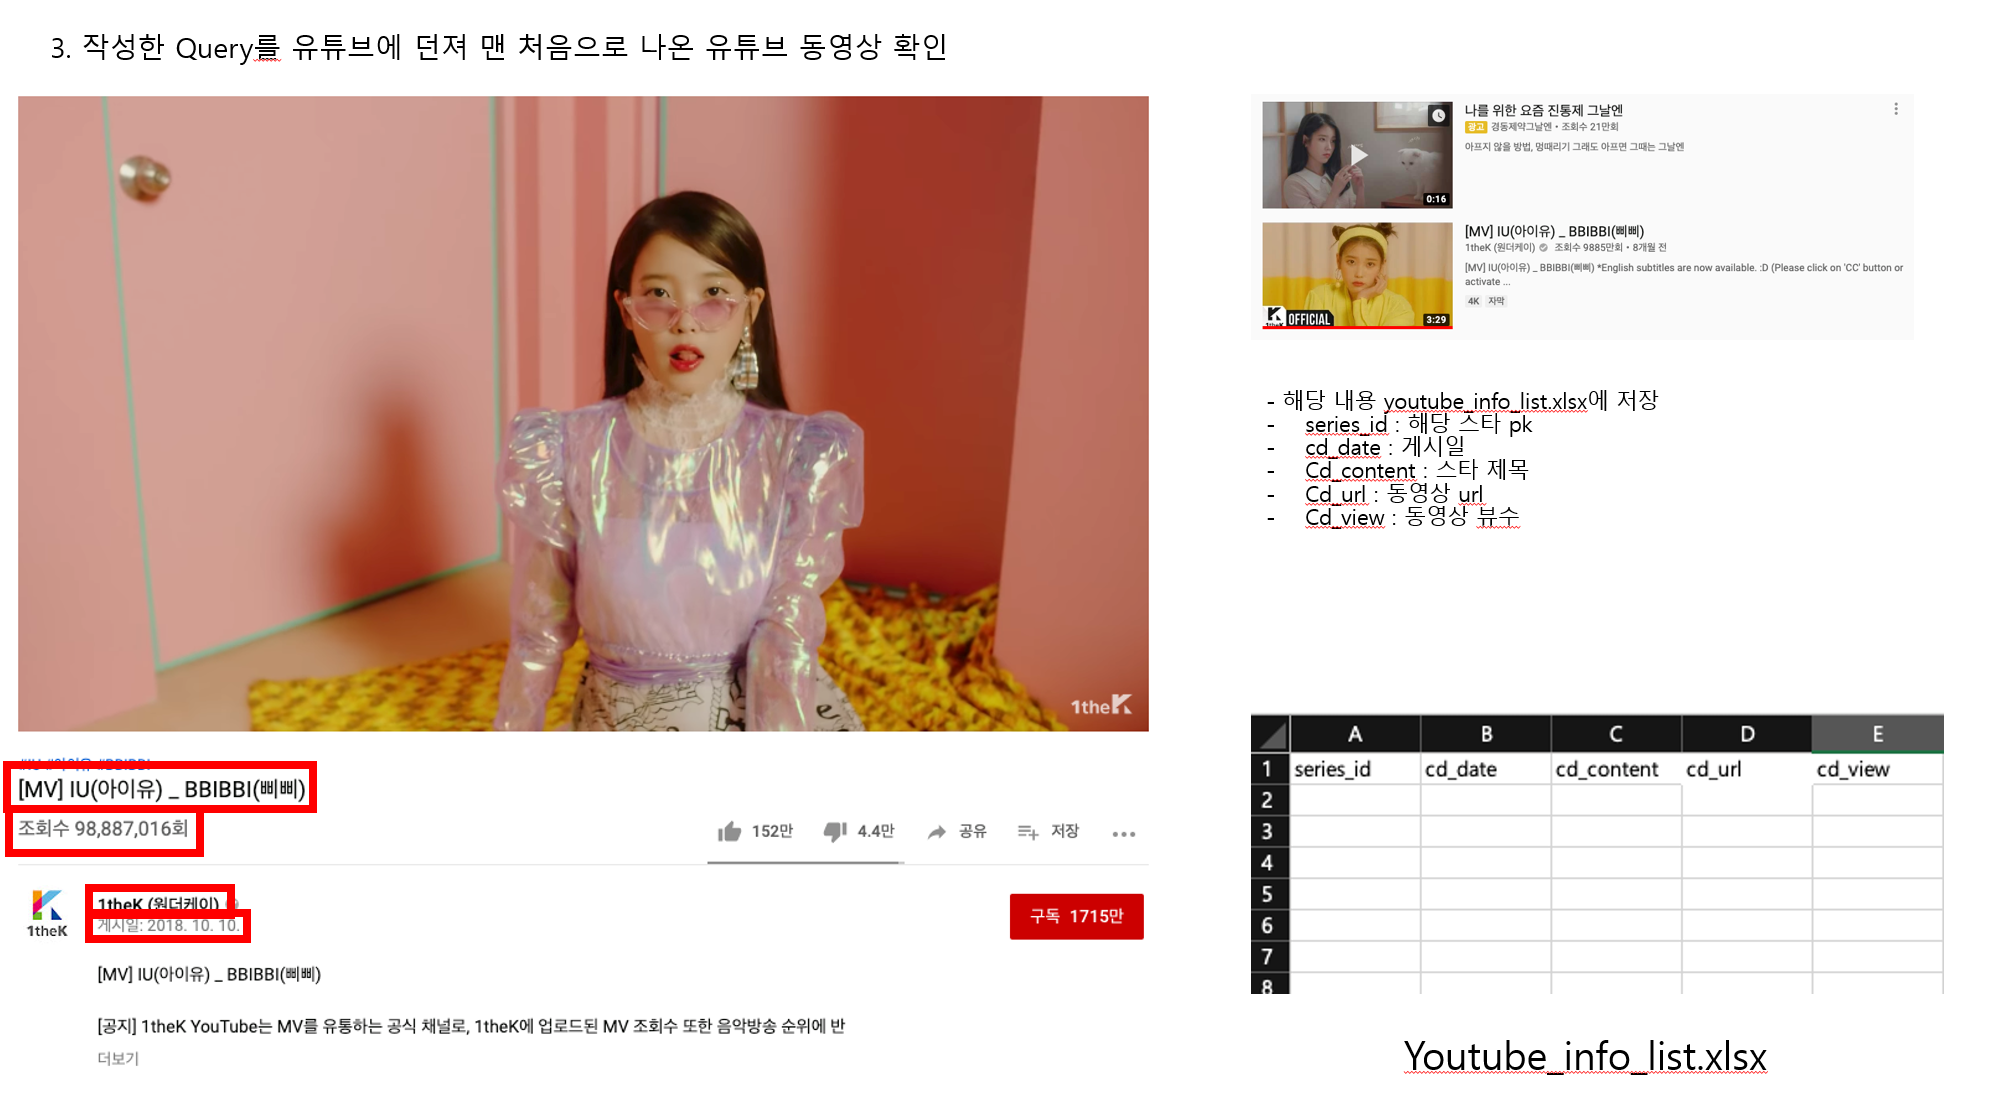 3. 작성한 Query를 유튜브에 던져 맨 처음으로 나온 유튜브 동영상 확인
1theK
#IU #아이유 #BBIBBI
[MV] IU(아이유) _ BBIBBI(삐삐)
조회수 98,887,016회
152만 4.4만 공유 저장
1theK
1theK (원더케이)
게시일: 2018. 10. 10.
구독 1715만
[MV] IU(아이유) _ BBIBBI(삐삐)
[공지] 1theK YouTube는 MV를 유통하는 공식 채널로, 1theK에 업로드된 MV 조회수 또한 음악방송 순위에 반
더보기
나를 위한 요즘 진통제 그날엔
광고 경동제약그날엔 • 조회수 21만회
아프지 않을 방법, 멍때리기 그래도 아프면 그때는 그날엔
0:16
[MV] IU(아이유) _ BBIBBI(삐삐)
1theK (원더케이) 조회수 9885만회 • 8개월 전
[MV] IU(아이유) _ BBIBBI(삐삐) *English subtitles are now available. :D (Please click on 'CC' button or
activate ...
4K 자막
1theK OFFICIAL 3:29
- 해당 내용 youtube_info_list.xlsx에 저장
- series_id : 해당 스타 pk
- cd_date : 게시일
- Cd_content : 스타 제목
- Cd_url : 동영상 url
- Cd_view : 동영상 뷰수
A B C D E
1 series_id cd_date cd_content cd_url cd_view
2
3
4
5
6
7
8
Youtube_info_list.xlsx